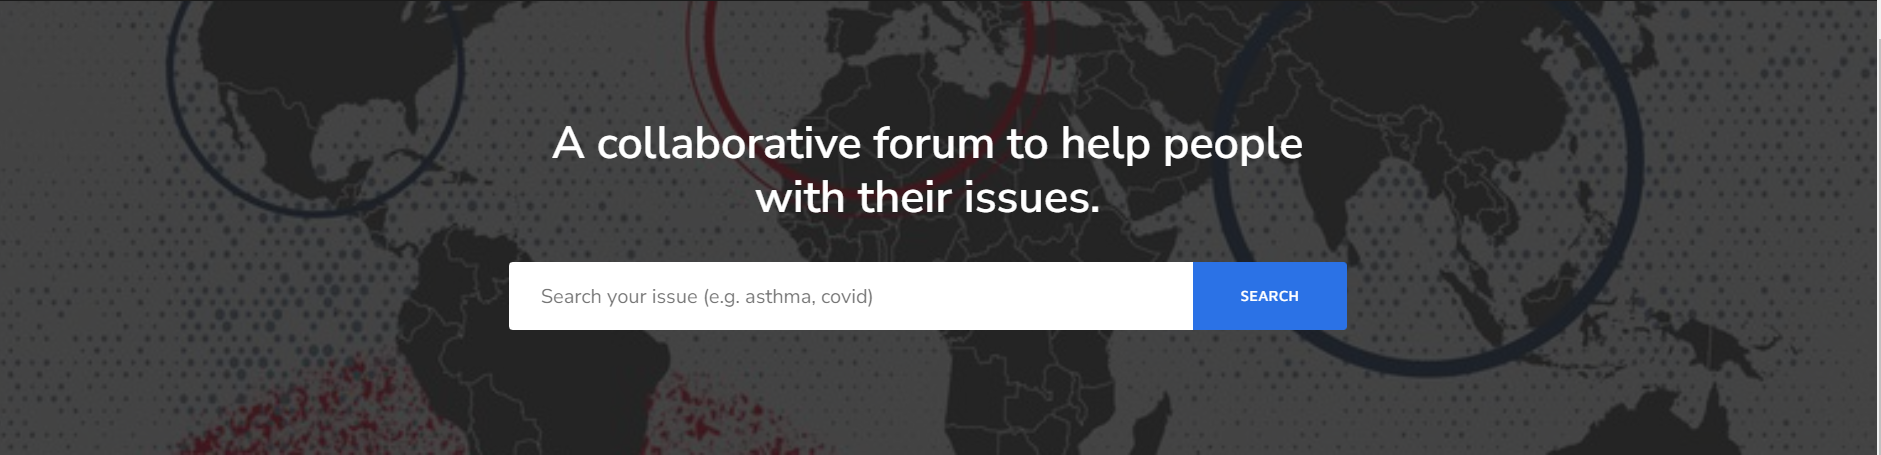 A collaborative forum to help people
with their issues.
Search your issue (e.g. asthma, covid)
SEARCH